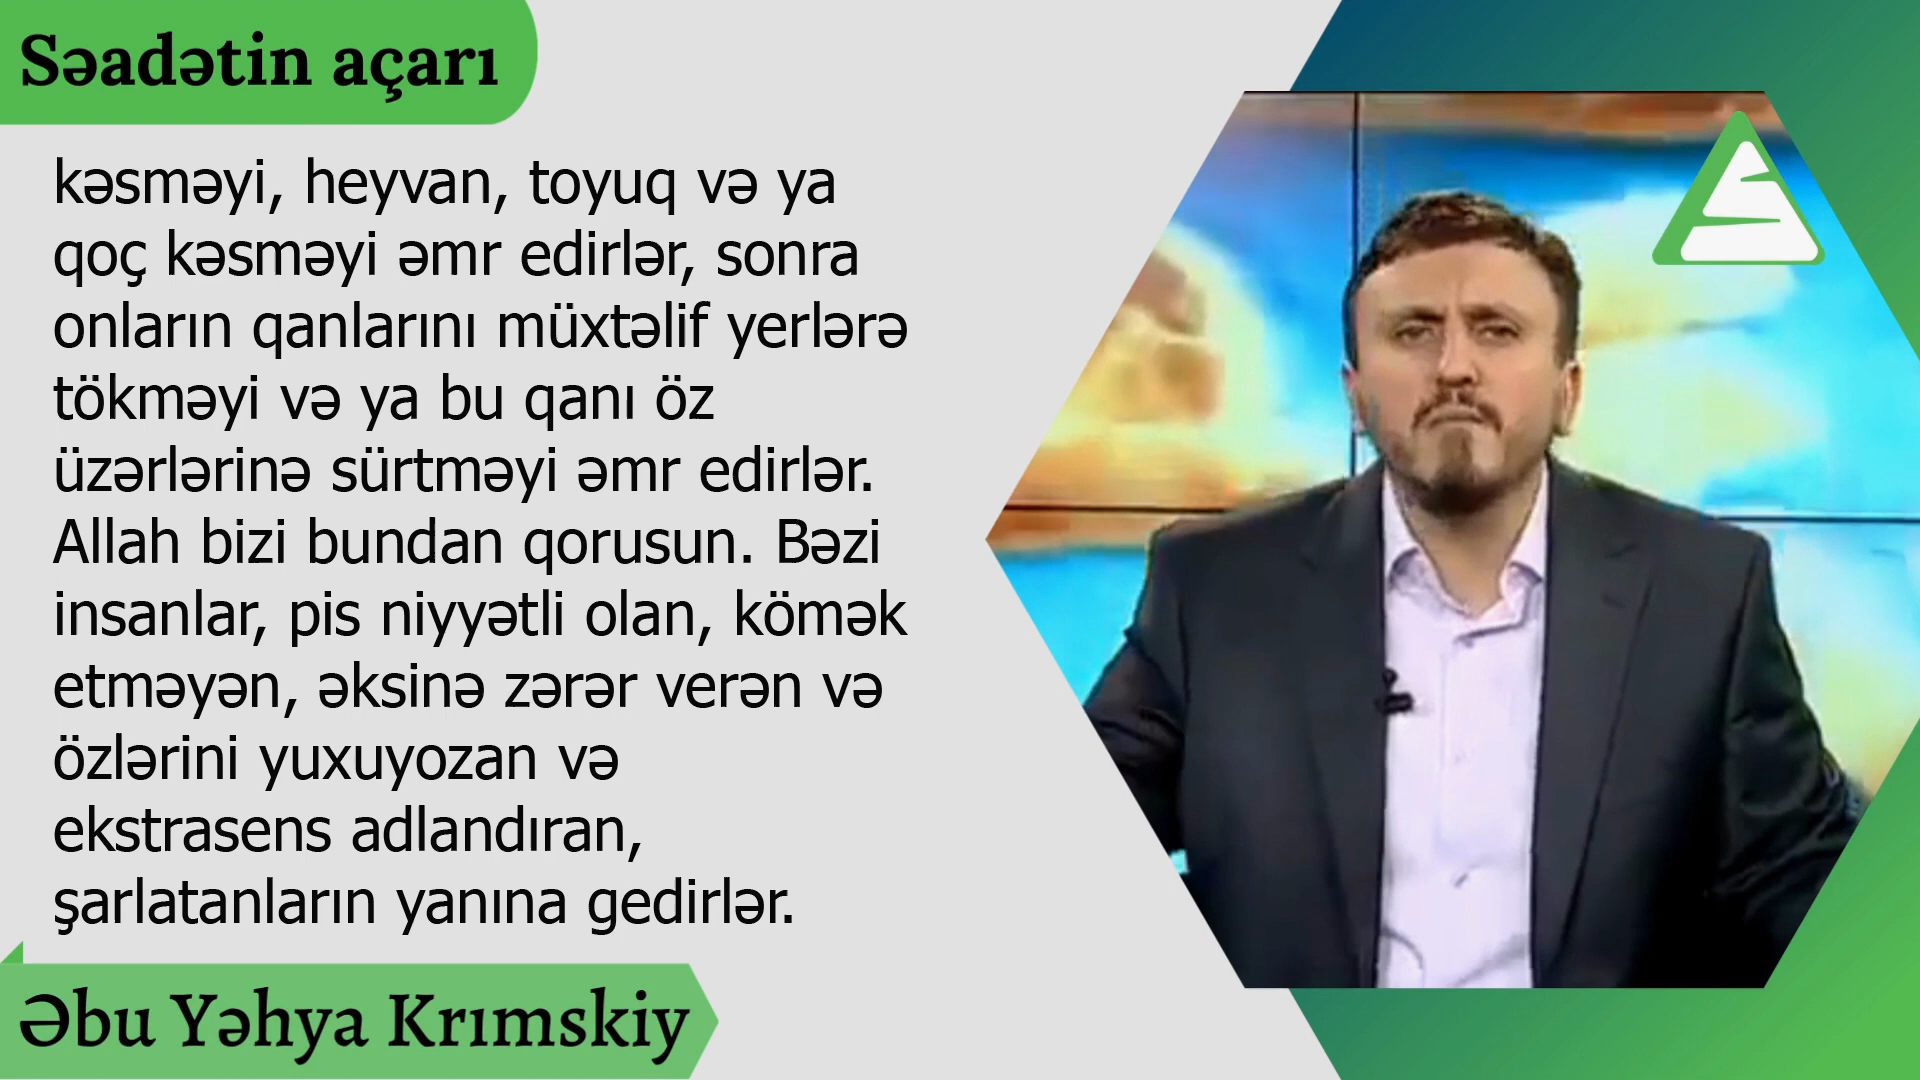 Səadətin açarı
kəsməyi, heyvan, toyuq və ya
qoç kəsməyi əmr edirlər, sonra
onların qanlarını müxtəlif yerlərə
tökməyi və ya bu qanı öz
üzərlərinə sürtməyi əmr edirlər.
Allah bizi bundan qorusun. Bəzi
insanlar, pis niyyətli olan, kömək
etməyən, əksinə zərər verən və
özlərini yuxuyozan və
ekstrasens adlandıran,
şarlatanların yanına gedirlər.
Əbu Yəhya Krımskiy